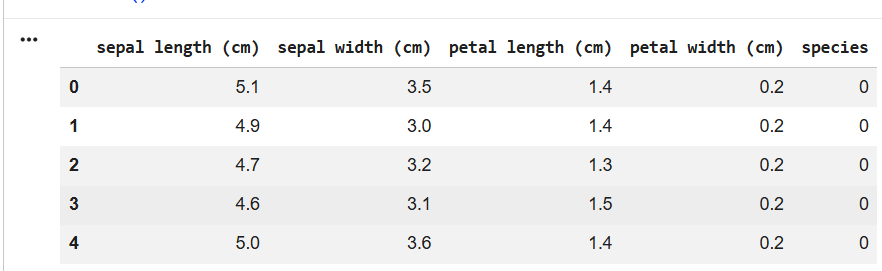 sepal length (cm) sepal width (cm) petal length (cm) petal width (cm) species
0 5.1 3.5 1.4 0.2 0
1 4.9 3.0 1.4 0.2 0
2 4.7 3.2 1.3 0.2 0
3 4.6 3.1 1.5 0.2 0
4 5.0 3.6 1.4 0.2 0